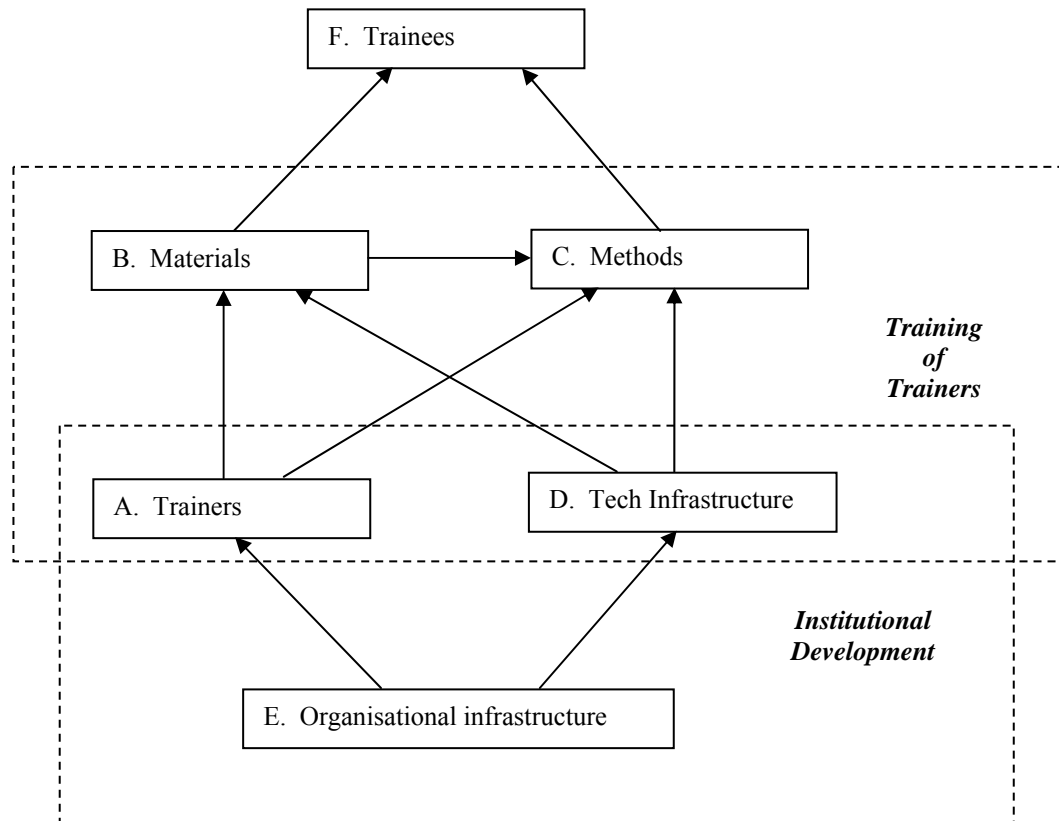 F. Trainees
B. Materials
C. Methods
Training
of
Trainers
A. Trainers
D. Tech Infrastructure
Institutional
Development
E. Organisational infrastructure